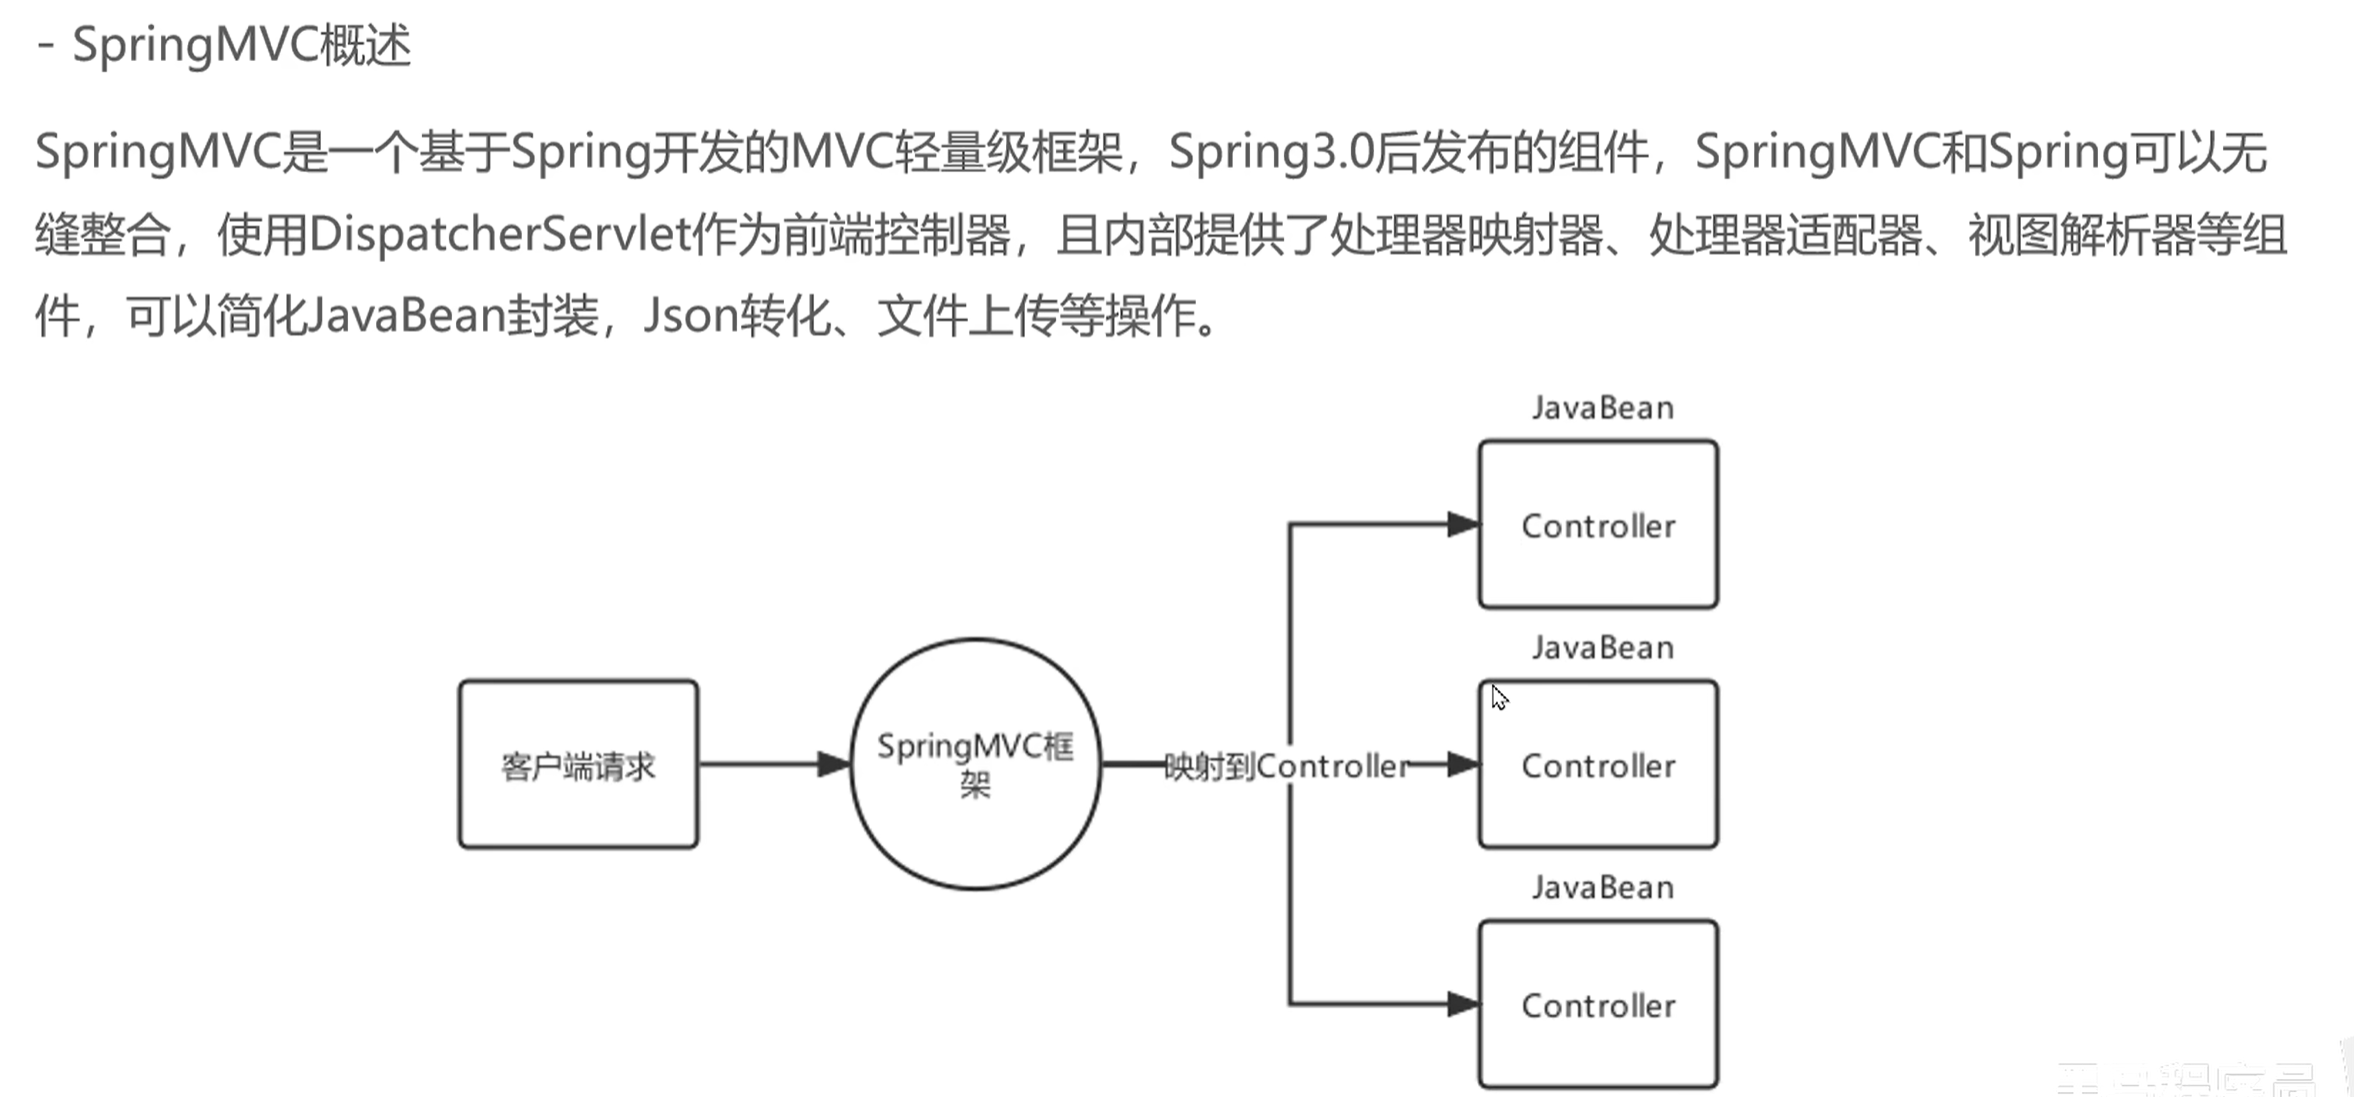 - SpringMVC概述
SpringMVC是一个基于Spring开发的MVC轻量级框架，Spring3.0后发布的组件，SpringMVC和Spring可以无
缝整合，使用DispatcherServlet作为前端控制器，且内部提供了处理器映射器、处理器适配器、视图解析器等组
件，可以简化JavaBean封装，Json转化、文件上传等操作。
JavaBean
Controller
JavaBean
客户端请求
SpringMVC框
架
映射到Controller
Controller
JavaBean
Controller